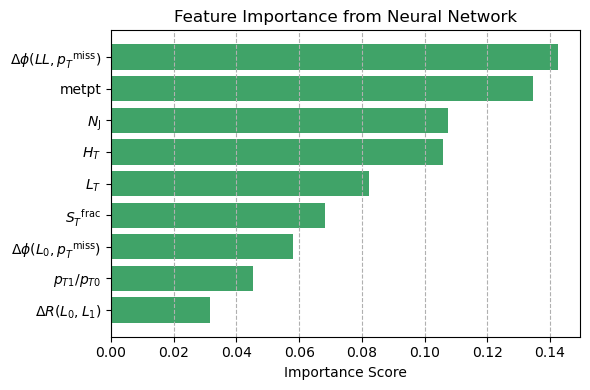 Feature Importance from Neural Network
Δϕ(LL, p_T^miss)
metpt
N_J
H_T
L_T
S_T^frac
Δϕ(L_0, p_T^miss)
p_T1/p_T0
ΔR(L_0, L_1)
0.00 0.02 0.04 0.06 0.08 0.10 0.12 0.14
Importance Score